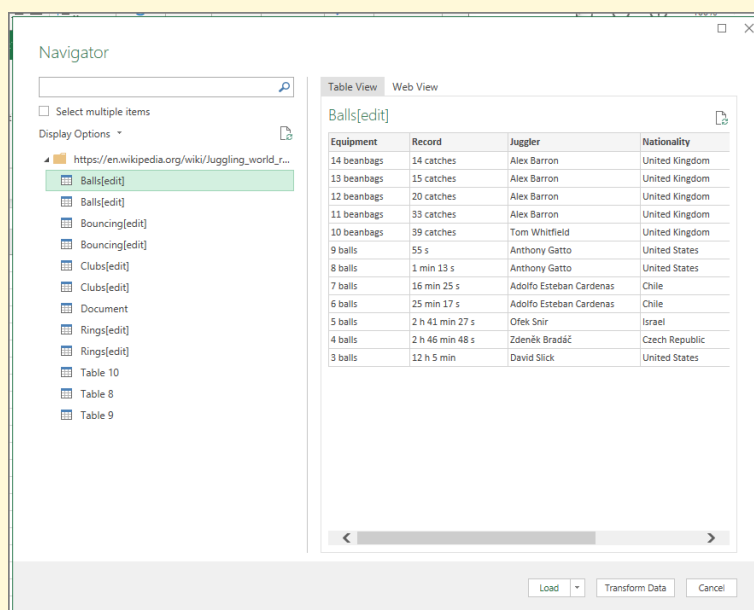 Navigator
Select multiple items
Display Options
https://en.wikipedia.org/wiki/Juggling_world_r...
Balls[edit]
Balls[edit]
Bouncing[edit]
Bouncing[edit]
Clubs[edit]
Clubs[edit]
Document
Rings[edit]
Rings[edit]
Table 10
Table 8
Table 9
Table View Web View
Balls[edit]
Equipment Record Juggler Nationality
14 beanbags 14 catches Alex Barron United Kingdom
13 beanbags 15 catches Alex Barron United Kingdom
12 beanbags 20 catches Alex Barron United Kingdom
11 beanbags 33 catches Alex Barron United Kingdom
10 beanbags 39 catches Tom Whitfield United Kingdom
9 balls 55 s Anthony Gatto United States
8 balls 1 min 13 s Anthony Gatto United States
7 balls 16 min 25 s Adolfo Esteban Cardenas Chile
6 balls 25 min 17 s Adolfo Esteban Cardenas Chile
5 balls 2 h 41 min 27 s Ofek Snir Israel
4 balls 2 h 46 min 48 s Zdeněk Bradáč Czech Republic
3 balls 12 h 5 min David Slick United States
Load Transform Data Cancel